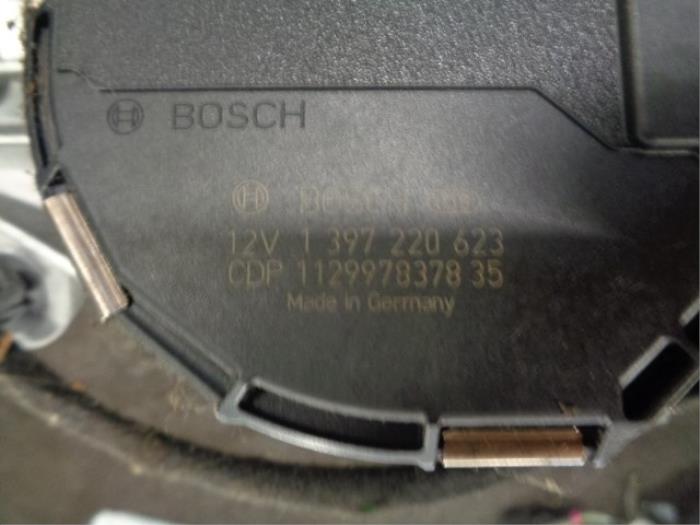 BOSCH
BOSCH
12V 1 397 220 623
CDP 1129978378 35
Made in Germany